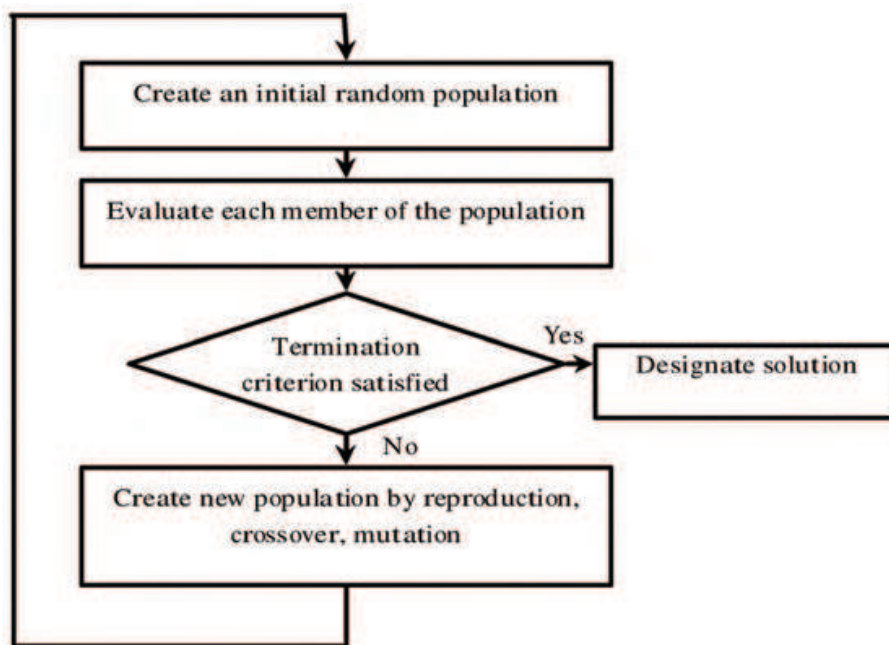 Create an initial random population
Evaluate each member of the population
Termination
criterion satisfied
Yes
Designate solution
No
Create new population by reproduction,
crossover, mutation